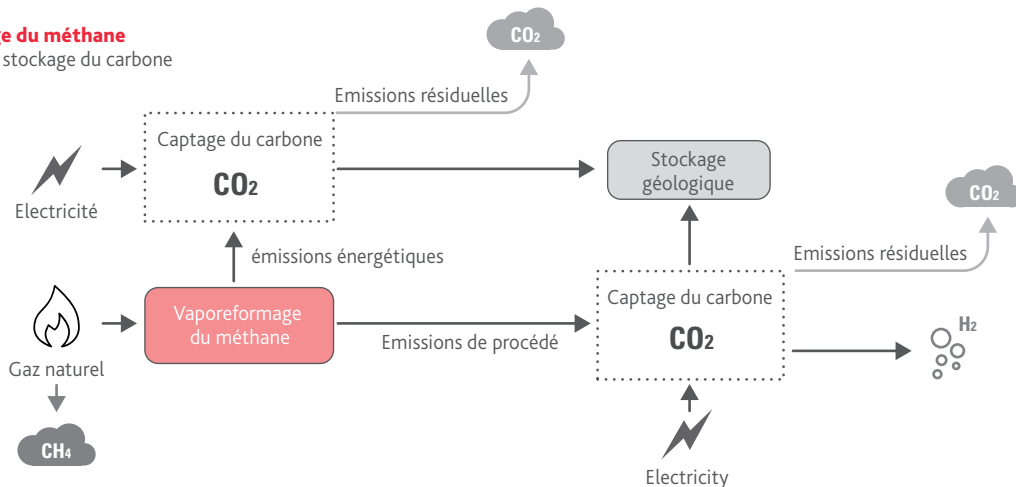 ge du méthane
stockage du carbone
CO₂
Emissions résiduelles
Captage du carbone
CO₂
Electricité
Stockage
géologique
CO₂
Emissions résiduelles
émissions énergétiques
Captage du carbone
CO₂
Vaporeformage
du méthane
Emissions de procédé
H₂
Gaz naturel
CH₄
Electricity